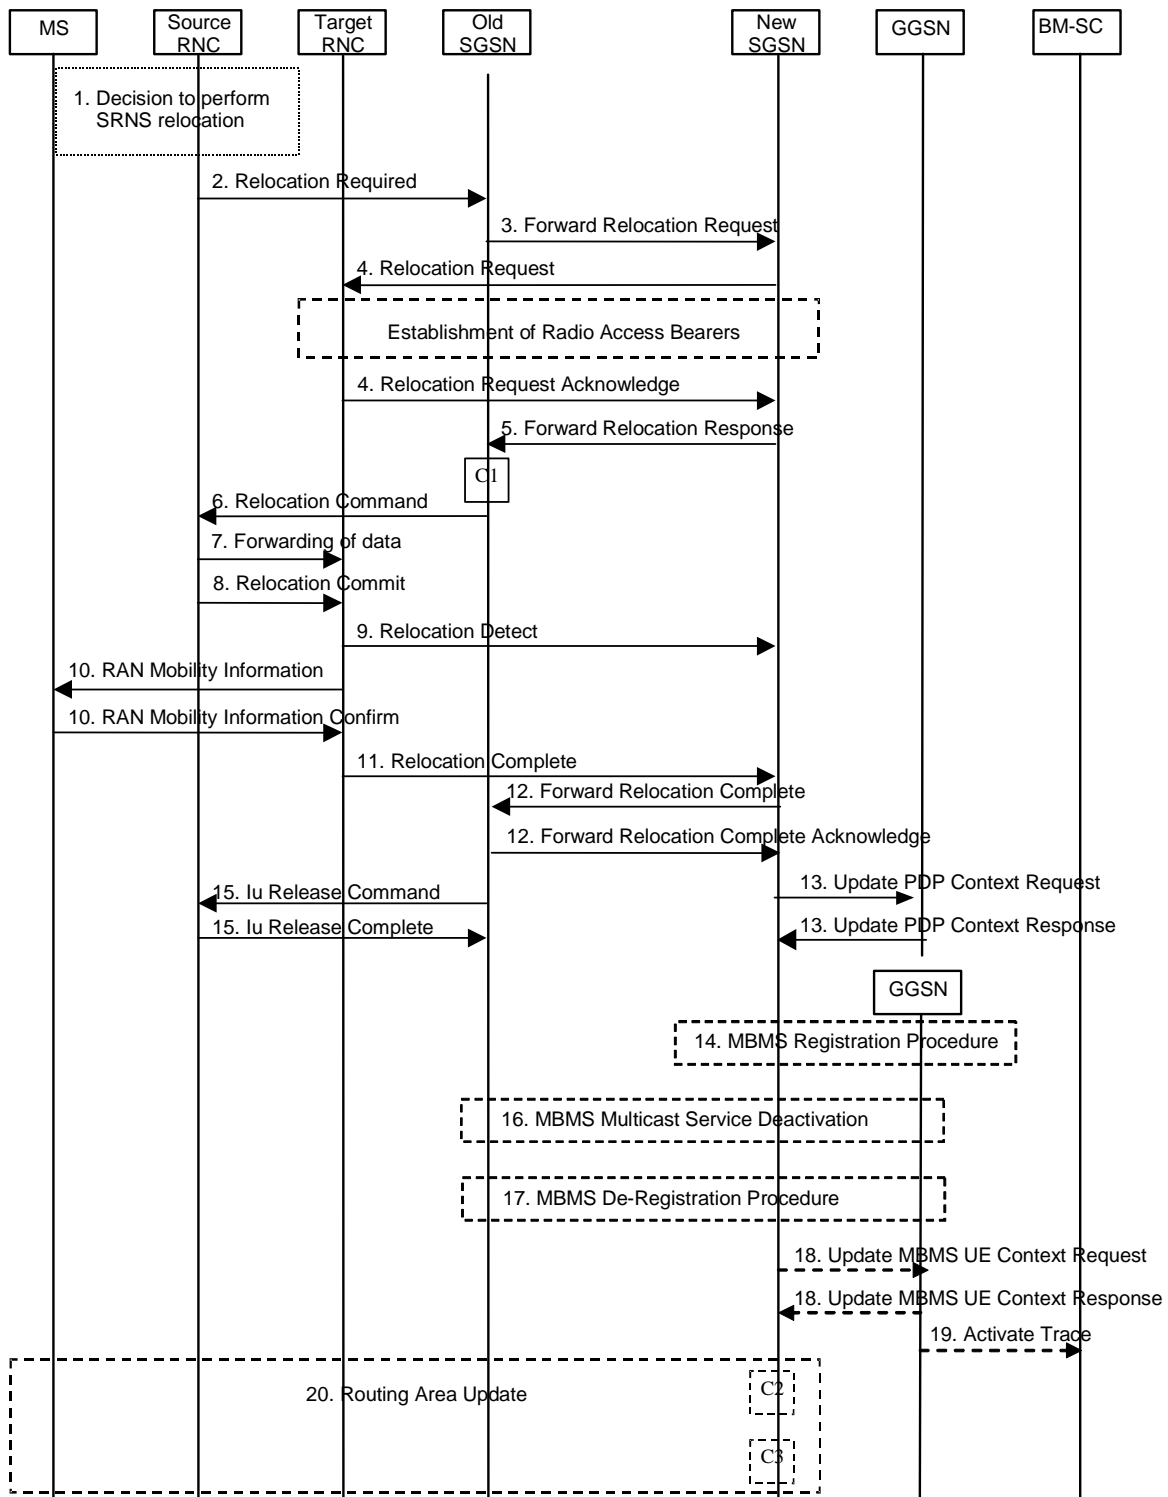 MS
Source
RNC
Target
RNC
Old
SGSN
New
SGSN
GGSN
BM-SC
1. Decision to perform
SRNS relocation
2. Relocation Required
3. Forward Relocation Request
4. Relocation Request
Establishment of Radio Access Bearers
4. Relocation Request Acknowledge
5. Forward Relocation Response
C1
6. Relocation Command
7. Forwarding of data
8. Relocation Commit
9. Relocation Detect
10. RAN Mobility Information
10. RAN Mobility Information Confirm
11. Relocation Complete
12. Forward Relocation Complete
12. Forward Relocation Complete Acknowledge
13. Update PDP Context Request
15. Iu Release Command
13. Update PDP Context Response
15. Iu Release Complete
GGSN
14. MBMS Registration Procedure
16. MBMS Multicast Service Deactivation
17. MBMS De-Registration Procedure
18. Update MBMS UE Context Request
18. Update MBMS UE Context Response
19. Activate Trace
20. Routing Area Update
C2
C3